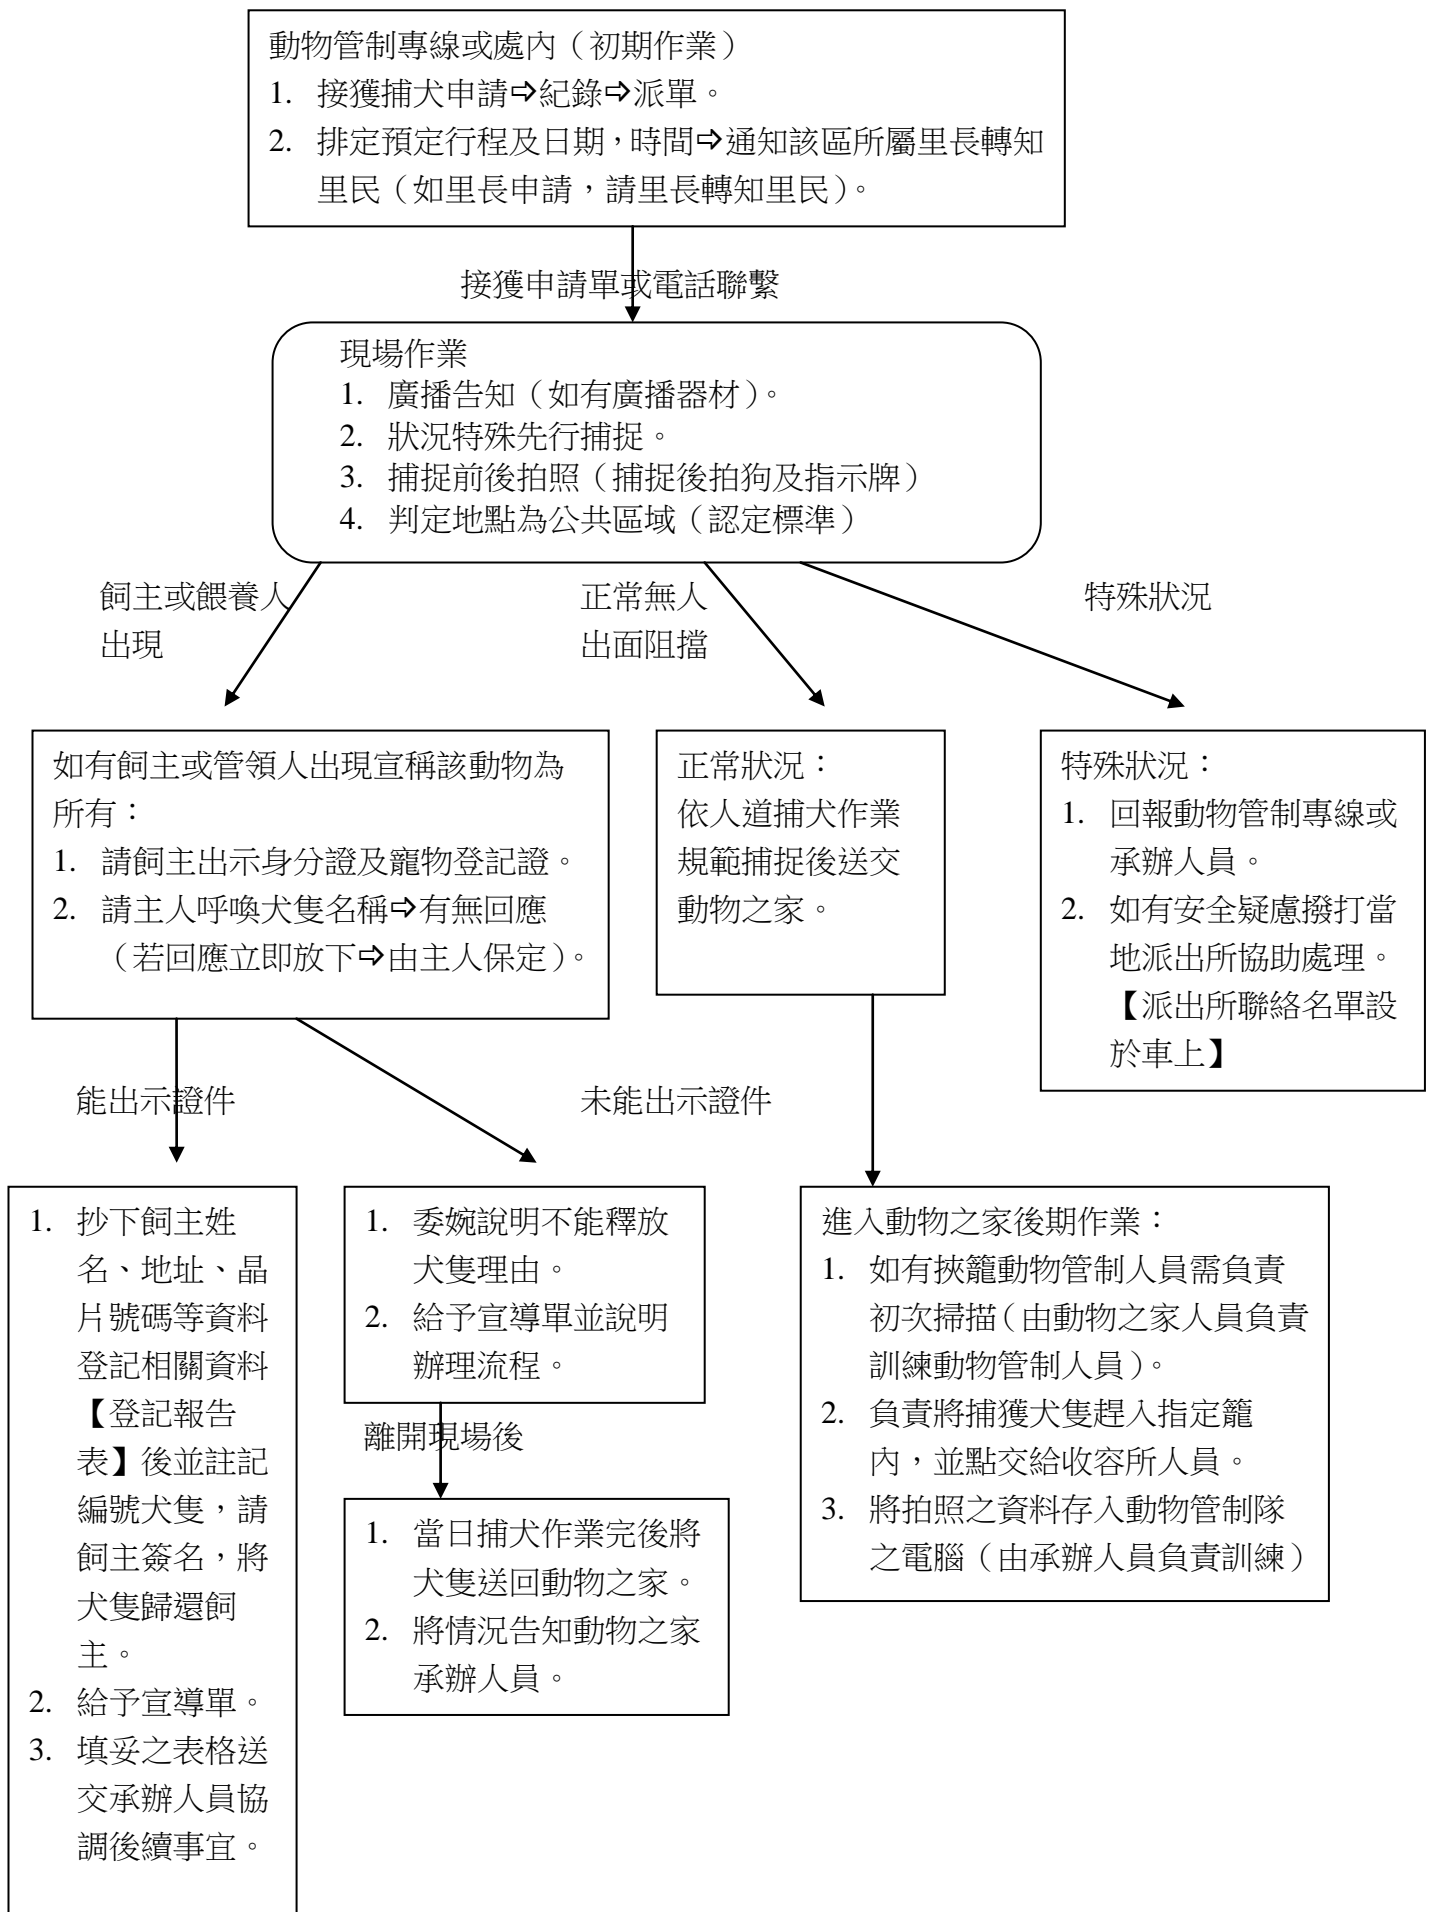 動物管制專線或處內（初期作業）
1. 接獲捕犬申請⇨紀錄⇨派單。
2. 排定預定行程及日期，時間⇨通知該區所屬里長轉知
里民（如里長申請，請里長轉知里民）。
接獲申請單或電話聯繫
現場作業
1. 廣播告知（如有廣播器材）。
2. 狀況特殊先行捕捉。
3. 捕捉前後拍照（捕捉後拍狗及指示牌）
4. 判定地點為公共區域（認定標準）
飼主或餵養人
出現
正常無人
出面阻擋
特殊狀況
如有飼主或管領人出現宣稱該動物為
所有：
1. 請飼主出示身分證及寵物登記證。
2. 請主人呼喚犬隻名稱⇨有無回應
（若回應立即放下⇨由主人保定）。
正常狀況：
依人道捕犬作業
規範捕捉後送交
動物之家。
特殊狀況：
1. 回報動物管制專線或
承辦人員。
2. 如有安全疑慮撥打當
地派出所協助處理。
【派出所聯絡名單設
於車上】
能出示證件
未能出示證件
1. 抄下飼主姓
名、地址、晶
片號碼等資料
登記相關資料
【登記報告
表】後並註記
編號犬隻，請
飼主簽名，將
犬隻歸還飼
主。
2. 給予宣導單。
3. 填妥之表格送
交承辦人員協
調後續事宜。
1. 委婉說明不能釋放
犬隻理由。
2. 給予宣導單並說明
辦理流程。
離開現場後
1. 當日捕犬作業完後將
犬隻送回動物之家。
2. 將情況告知動物之家
承辦人員。
進入動物之家後期作業：
1. 如有挾籠動物管制人員需負責
初次掃描（由動物之家人員負責
訓練動物管制人員）。
2. 負責將捕獲犬隻趕入指定籠
內，並點交給收容所人員。
3. 將拍照之資料存入動物管制隊
之電腦（由承辦人員負責訓練）